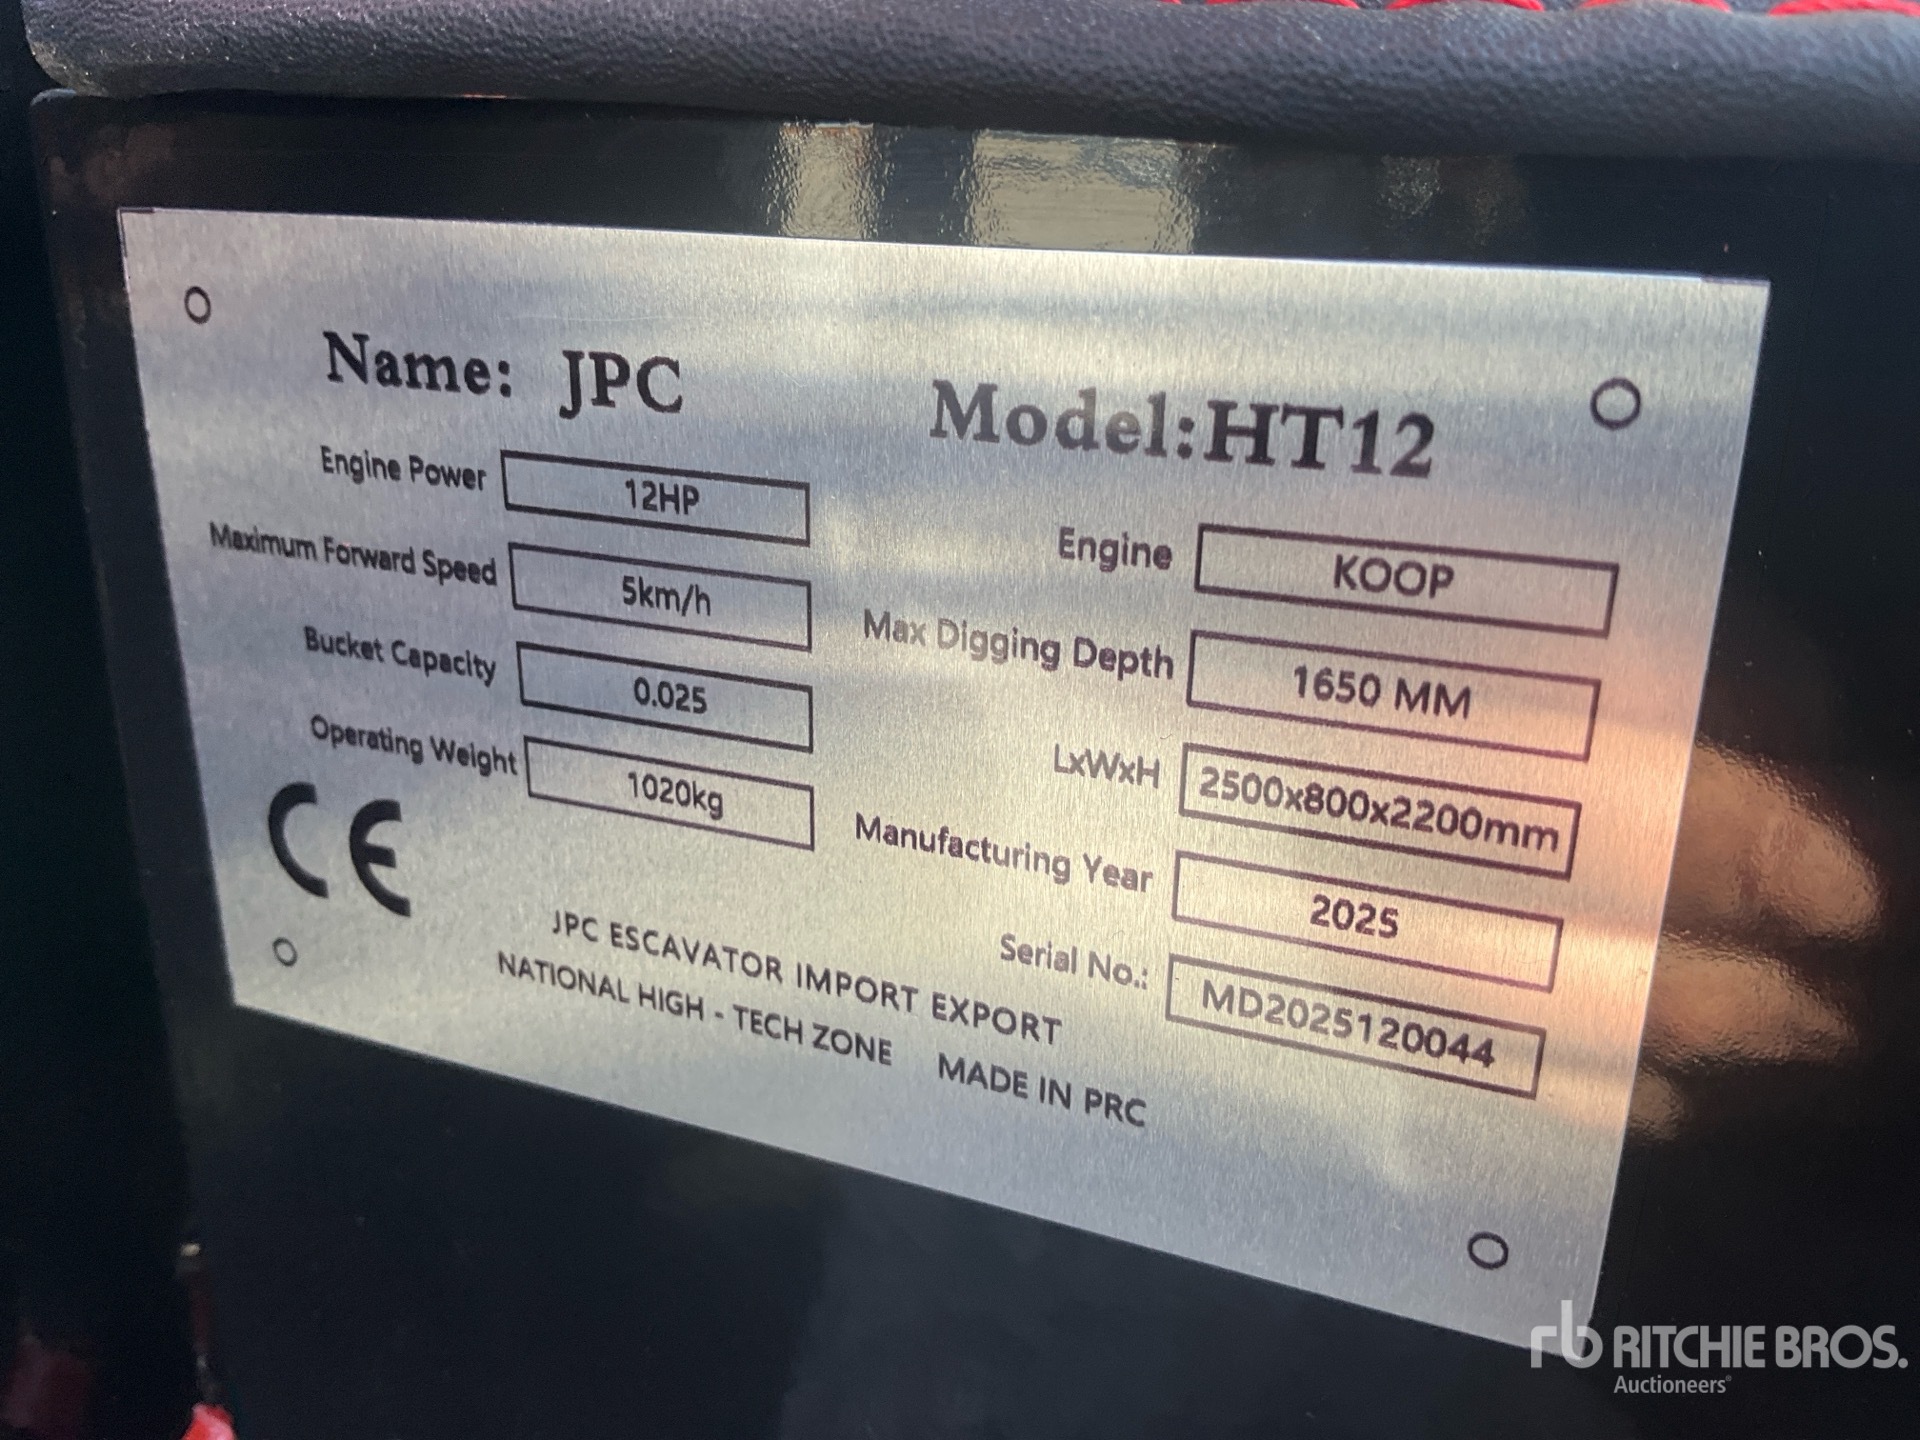 Name: JPC
Model:HT12
Engine Power 12HP
Maximum Forward Speed 5km/h
Bucket Capacity 0.025
Operating Weight 1020kg
Engine KOOP
Max Digging Depth 1650 MM
LxWxH 2500x800x2200mm
Manufacturing Year 2025
Serial No.: MD2025120044
CE
JPC ESCAVATOR IMPORT EXPORT
NATIONAL HIGH - TECH ZONE MADE IN PRC
rb RITCHIE BROS.
Auctioneers®